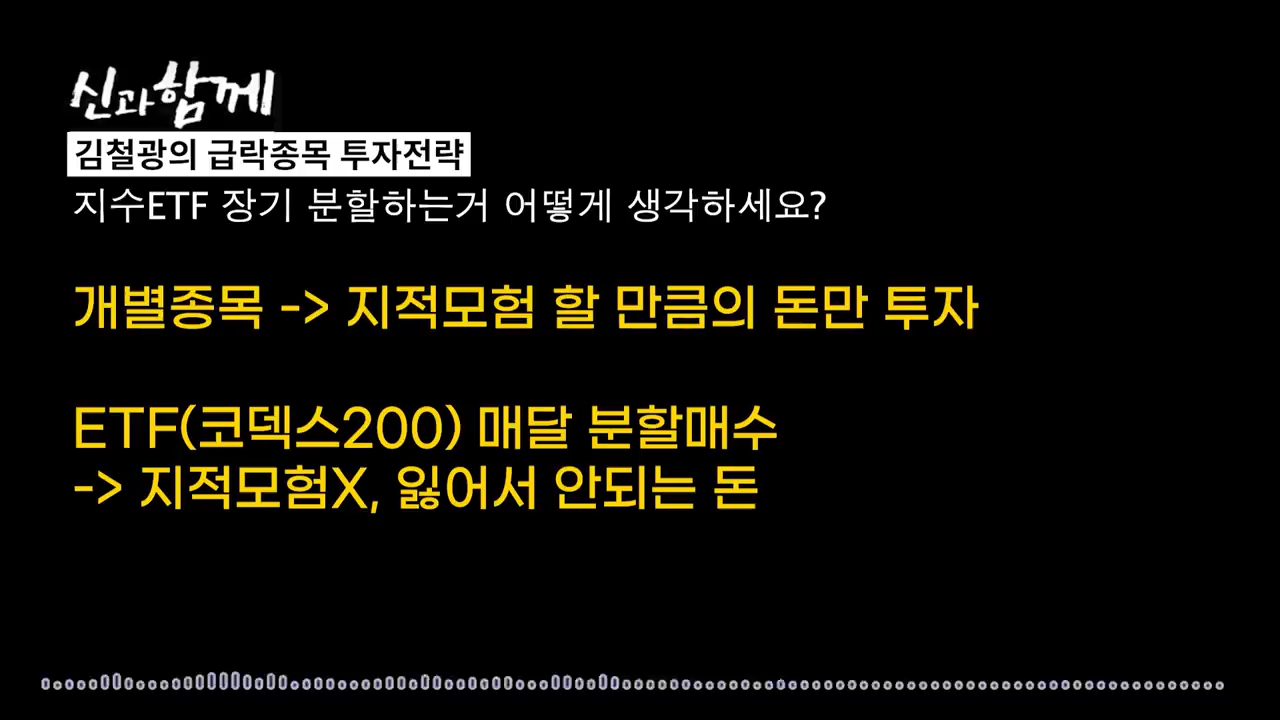 신과함께
김철광의 급락종목 투자전략
지수ETF 장기 분할하는거 어떻게 생각하세요?
개별종목 -> 지적모험 할 만큼의 돈만 투자
ETF(코덱스200) 매달 분할매수
-> 지적모험X, 잃어서 안되는 돈